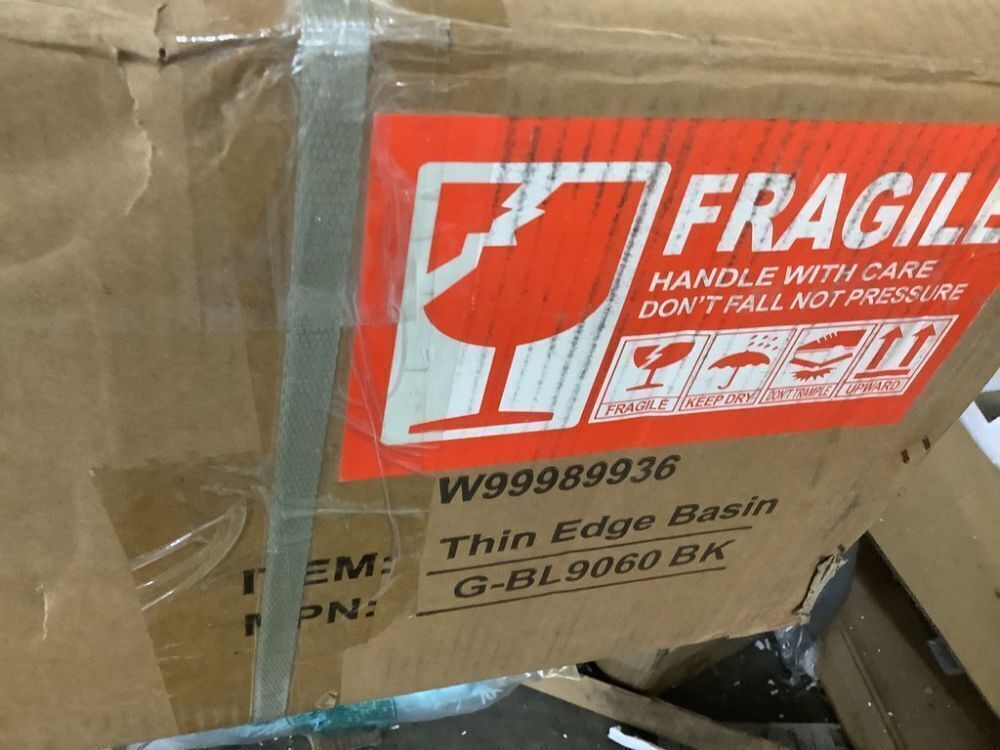 FRAGILE
HANDLE WITH CARE
DON'T FALL NOT PRESSURE
FRAGILE KEEP DRY DON'T TRAMPLE UPWARD
W99989936
ITEM: Thin Edge Basin
MPN: G-BL9060 BK